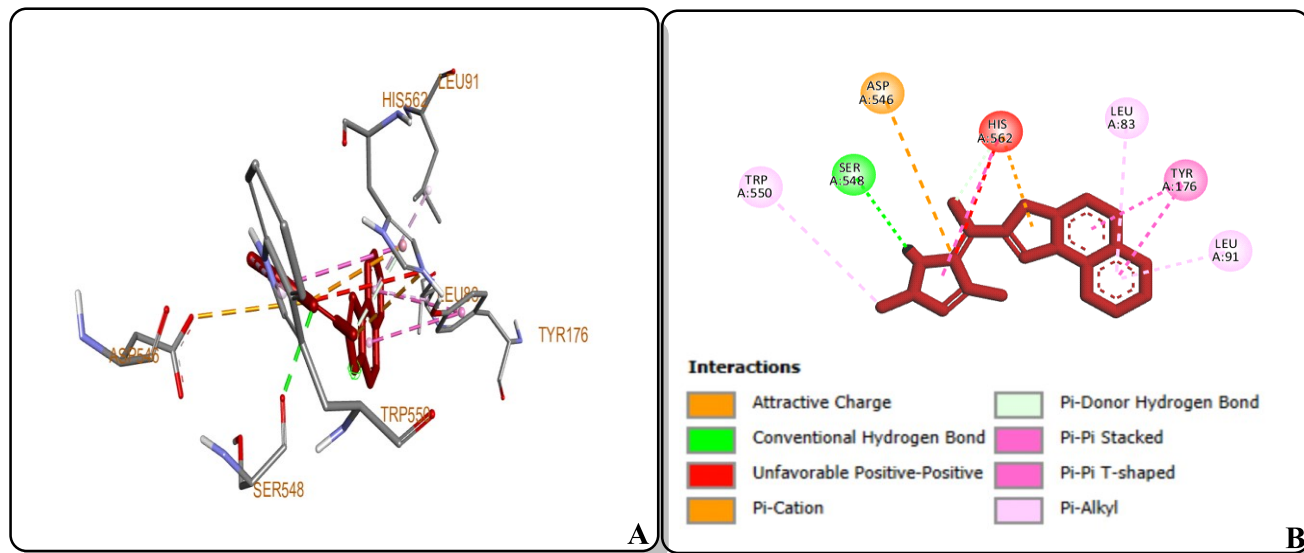 LEU91
HIS562
TYR176
TRP550
SER548
A
ASP
A:546
HIS
A:562
LEU
A:83
SER
A:548
TRP
A:550
TYR
A:176
LEU
A:91
Interactions
Attractive Charge
Conventional Hydrogen Bond
Unfavorable Positive-Positive
Pi-Cation
Pi-Donor Hydrogen Bond
Pi-Pi Stacked
Pi-Pi T-shaped
Pi-Alkyl
B